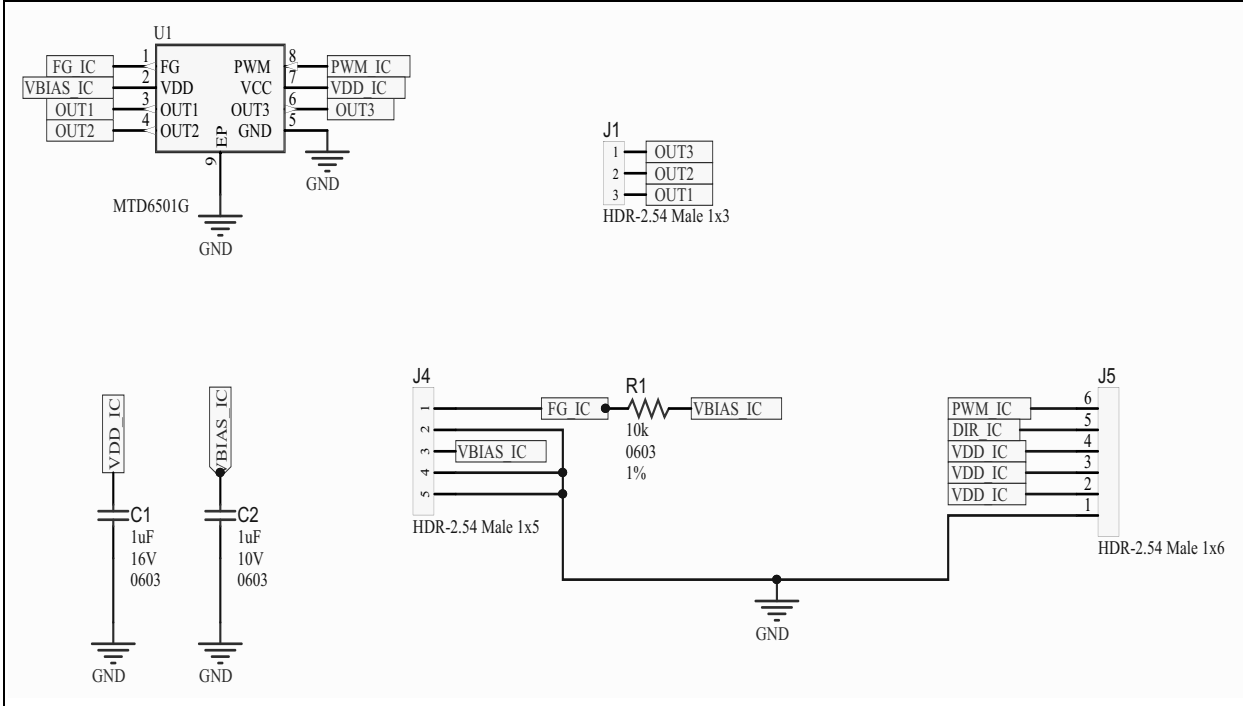 U1
FG_IC 1 FG PWM 8 PWM_IC
VBIAS_IC 2 VDD VCC 7 VDD_IC
OUT1 3 OUT1 OUT3 6 OUT3
OUT2 4 OUT2 GND 5
EP
9
GND
MTD6501G
GND
J1
1 OUT3
2 OUT2
3 OUT1
HDR-2.54 Male 1x3
VDD_IC
C1
1uF
16V
0603
GND
VBIAS_IC
C2
1uF
10V
0603
GND
J4
1 FG_IC
2
3 VBIAS_IC
4
5
HDR-2.54 Male 1x5
R1
VBIAS_IC
10k
0603
1%
GND
J5
PWM_IC 6
DIR_IC 5
VDD_IC 4
VDD_IC 3
VDD_IC 2
1
HDR-2.54 Male 1x6